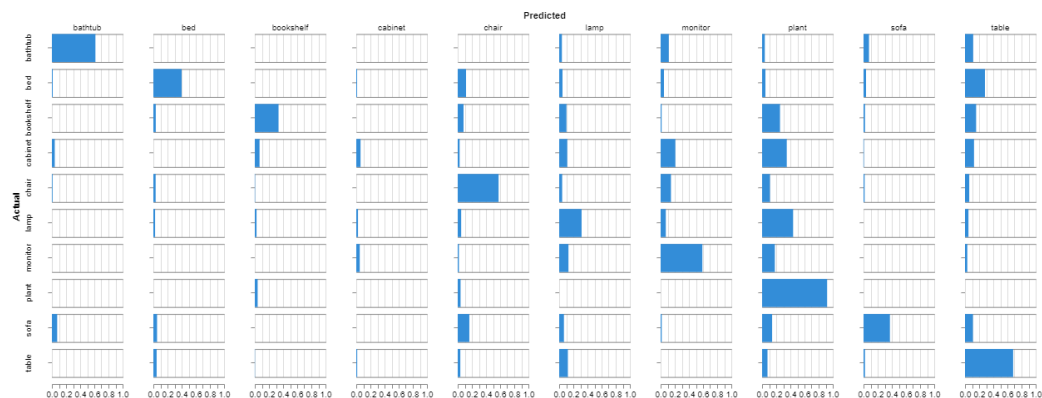 Predicted
bathtub bed bookshelf cabinet chair lamp monitor plant sofa table
Actual
bathtub
bed
bookshelf
cabinet
chair
lamp
monitor
plant
sofa
table
0.0 0.2 0.4 0.6 0.8 1.0 0.0 0.2 0.4 0.6 0.8 1.0 0.0 0.2 0.4 0.6 0.8 1.0 0.0 0.2 0.4 0.6 0.8 1.0 0.0 0.2 0.4 0.6 0.8 1.0 0.0 0.2 0.4 0.6 0.8 1.0 0.0 0.2 0.4 0.6 0.8 1.0 0.0 0.2 0.4 0.6 0.8 1.0 0.0 0.2 0.4 0.6 0.8 1.0 0.0 0.2 0.4 0.6 0.8 1.0